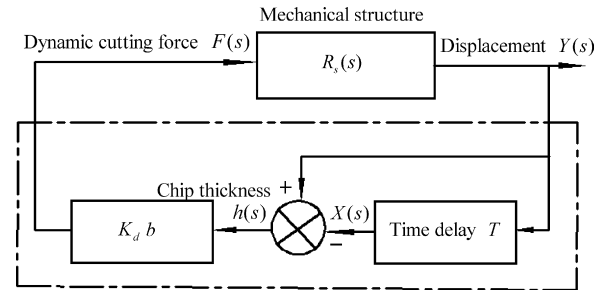 Mechanical structure
Dynamic cutting force F(s)
R_s(s)
Displacement Y(s)
Chip thickness +
h(s)
X(s)
K_d b
−
Time delay T